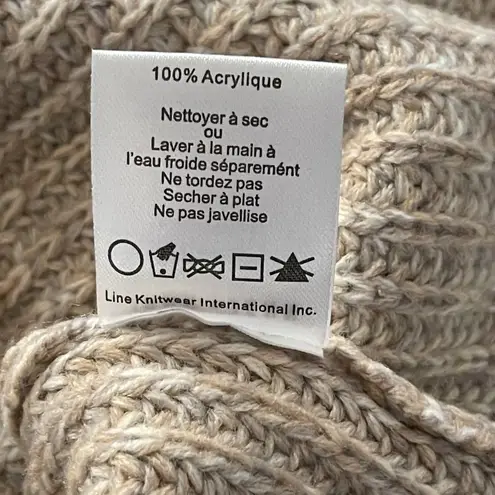 100% Acrylique
Nettoyer à sec
ou
Laver à la main à
l'eau froide séparemént
Ne tordez pas
Secher à plat
Ne pas javellise
Line Knitwear International Inc.